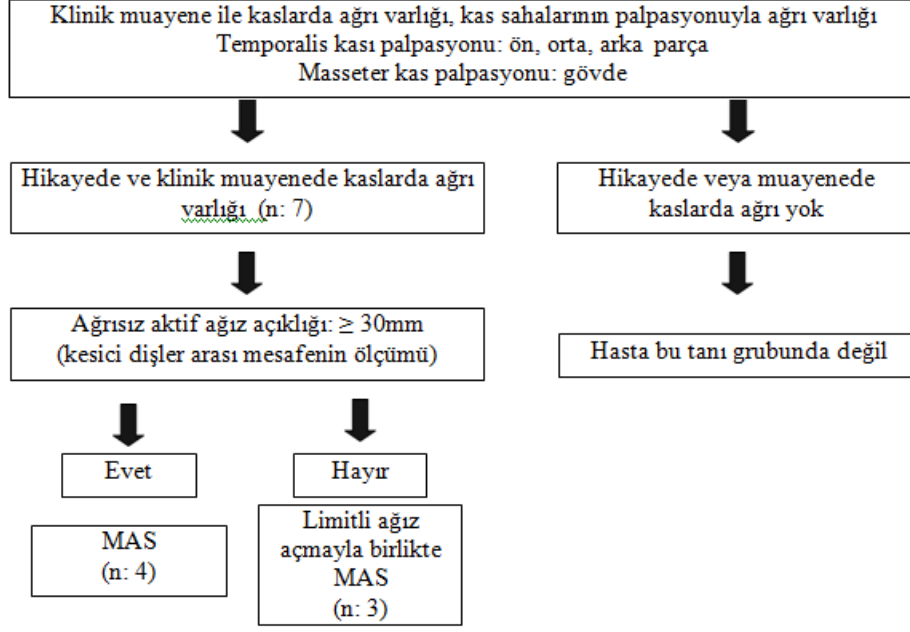 Klinik muayene ile kaslarda ağrı varlığı, kas sahalarının palpasyonuyla ağrı varlığı
Temporalis kası palpasyonu: ön, orta, arka parça
Masseter kas palpasyonu: gövde
Hikayede ve klinik muayenede kaslarda ağrı
varlığı (n: 7)
Hikayede veya muayenede
kaslarda ağrı yok
Ağrısız aktif ağız açıklığı: ≥ 30mm
(kesici dişler arası mesafenin ölçümü)
Hasta bu tanı grubunda değil
Evet
Hayır
MAS
(n: 4)
Limitli ağız
açmayla birlikte
MAS
(n: 3)